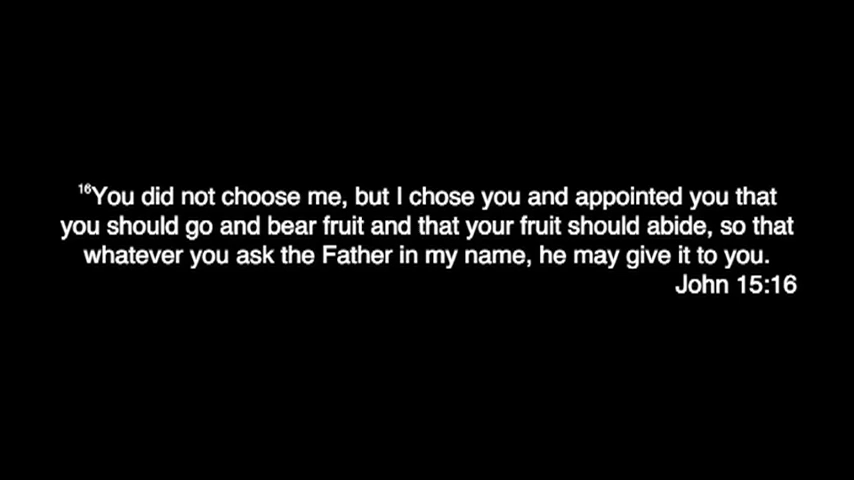 ¹⁶You did not choose me, but I chose you and appointed you that
you should go and bear fruit and that your fruit should abide, so that
whatever you ask the Father in my name, he may give it to you.
John 15:16